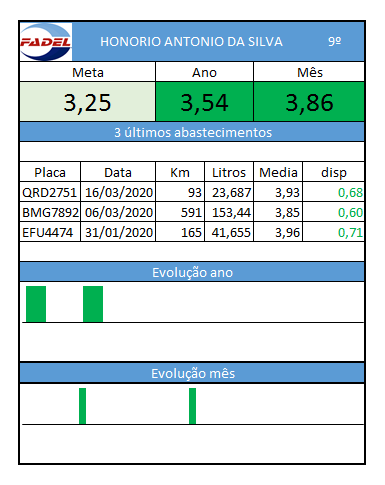 FADEL HONORIO ANTONIO DA SILVA 9º
Meta Ano Mês
3,25 3,54 3,86
3 últimos abastecimentos
Placa Data Km Litros Media disp
QRD2751 16/03/2020 93 23,687 3,93 0,68
BMG7892 06/03/2020 591 153,44 3,85 0,60
EFU4474 31/01/2020 165 41,655 3,96 0,71
Evolução ano
Evolução mês